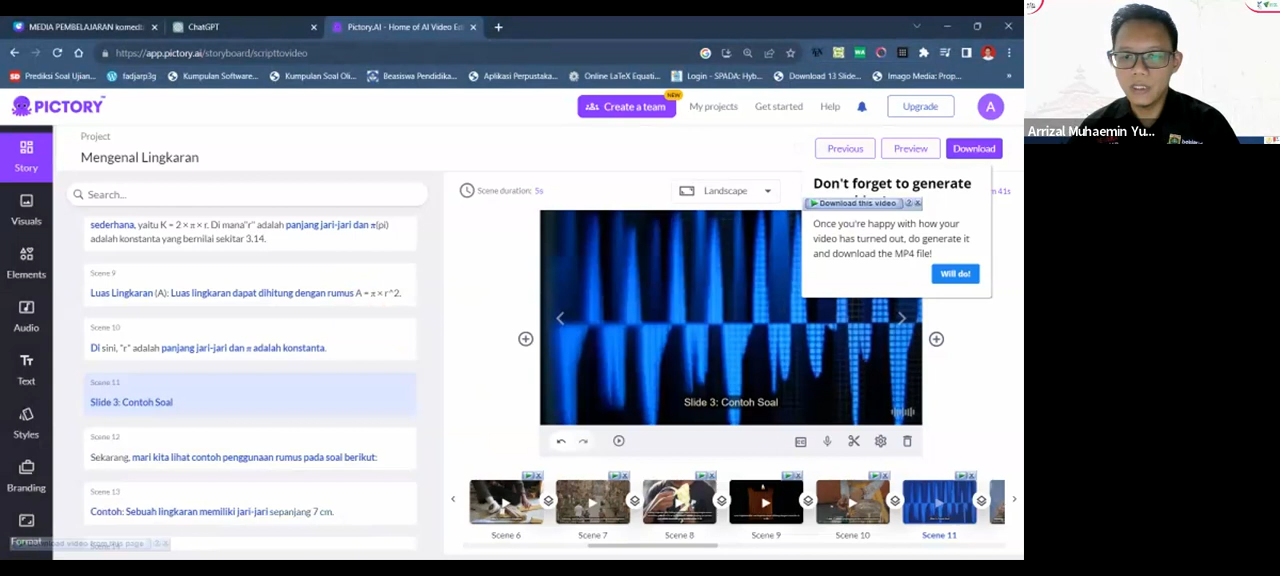 MEDIA PEMBELAJARAN komedi
ChatGPT
Pictory.AI - Home of AI Video Edi
https://app.pictory.ai/storyboard/scripttovideo
Prediksi Soal Ujian...
fadjarp3g
Kumpulan Software...
Kumpulan Soal Oli...
Beasiswa Pendidika...
Aplikasi Perpustaka...
Online LaTeX Equati...
Login - SPADA: Hyb...
Download 13 Slide...
Imago Media: Prop...
PICTORY
NEW
Create a team
My projects
Get started
Help
Upgrade
A
Arrizal Muhaemin Yu...
Project
Mengenal Lingkaran
Previous
Preview
Download
Story
Visuals
Elements
Audio
Text
Styles
Branding
Format
Search...
sederhana, yaitu K = 2 × π × r. Di mana"r" adalah panjang jari-jari dan π(pi)
adalah konstanta yang bernilai sekitar 3.14.
Scene 9
Luas Lingkaran (A): Luas lingkaran dapat dihitung dengan rumus A = π × r^2.
Scene 10
Di sini, "r" adalah panjang jari-jari dan π adalah konstanta.
Scene 11
Slide 3: Contoh Soal
Scene 12
Sekarang, mari kita lihat contoh penggunaan rumus pada soal berikut:
Scene 13
Contoh: Sebuah lingkaran memiliki jari-jari sepanjang 7 cm.
Scene duration: 5s
Landscape
41s
Don't forget to generate
Download this video
Once you're happy with how your
video has turned out, do generate it
and download the MP4 file!
Will do!
Slide 3: Contoh Soal
Scene 6
Scene 7
Scene 8
Scene 9
Scene 10
Scene 11